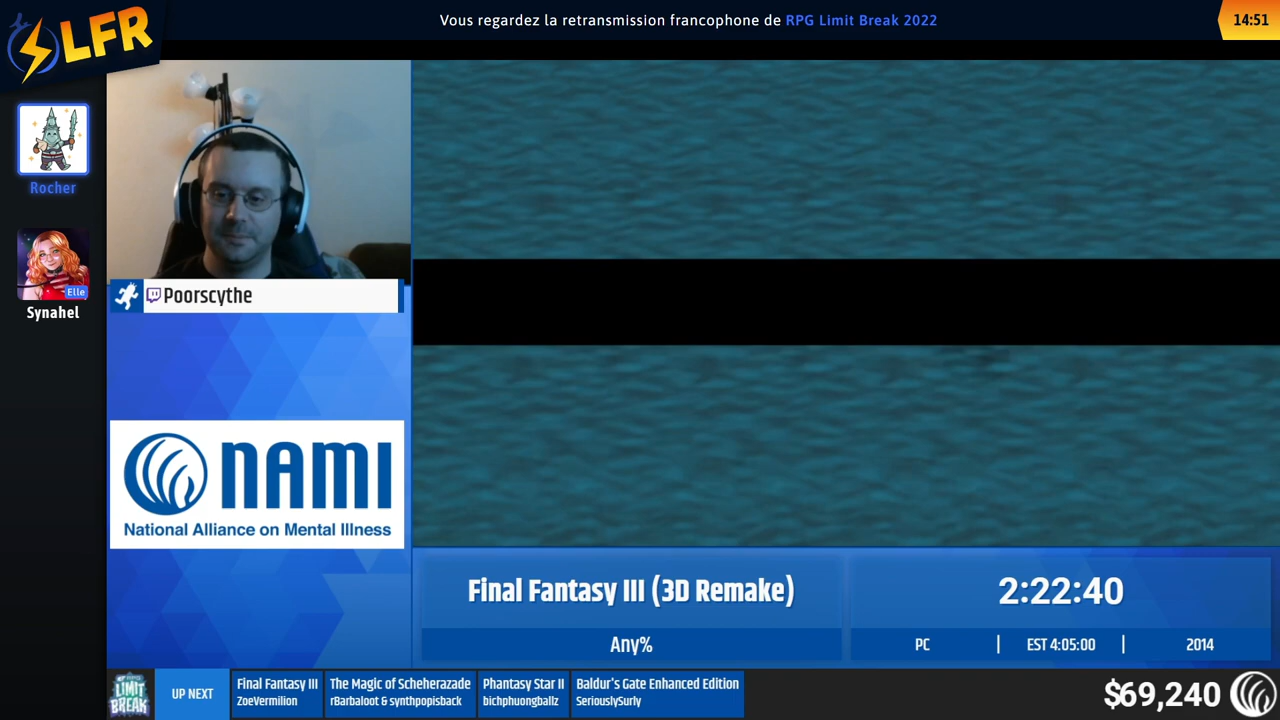 LFR
Vous regardez la retransmission francophone de RPG Limit Break 2022
14:51
Rocher
Elle
Synahel
Poorscythe
NAMI
National Alliance on Mental Illness
Final Fantasy III (3D Remake)
Any%
2:22:40
PC | EST 4:05:00 | 2014
LIMIT
BREAK
UP NEXT
Final Fantasy III
ZoeVermilion
The Magic of Scheherazade
rBarbaloot & synthpopisback
Phantasy Star II
bichphuongballz
Baldur's Gate Enhanced Edition
SeriouslySurly
$69,240